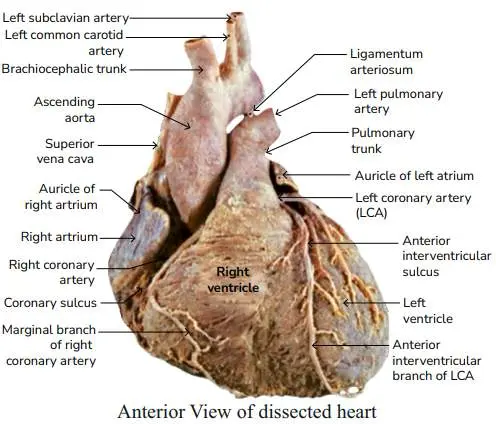 Left subclavian artery
Left common carotid
artery
Brachiocephalic trunk
Ascending
aorta
Superior
vena cava
Auricle of
right artrium
Right artrium
Right coronary
artery
Coronary sulcus
Marginal branch
of right
coronary artery
Right
ventricle
Ligamentum
arteriosum
Left pulmonary
artery
Pulmonary
trunk
Auricle of left atrium
Left coronary artery
(LCA)
Anterior
interventricular
sulcus
Left
ventricle
Anterior
interventricular
branch of LCA
Anterior View of dissected heart